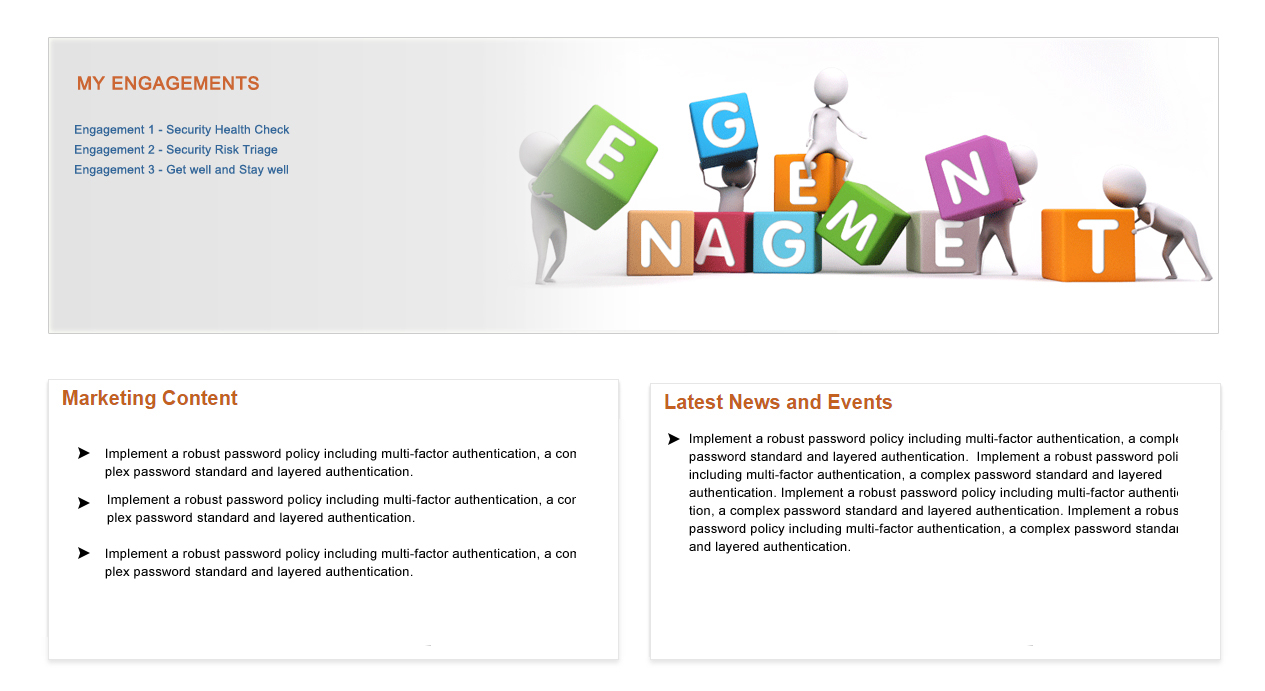 MY ENGAGEMENTS
Engagement 1 - Security Health Check
Engagement 2 - Security Risk Triage
Engagement 3 - Get well and Stay well
E G E N
N A G M E T
Marketing Content
Implement a robust password policy including multi-factor authentication, a con
plex password standard and layered authentication.
Implement a robust password policy including multi-factor authentication, a cor
plex password standard and layered authentication.
Implement a robust password policy including multi-factor authentication, a con
plex password standard and layered authentication.
Latest News and Events
Implement a robust password policy including multi-factor authentication, a comple
password standard and layered authentication. Implement a robust password poli
including multi-factor authentication, a complex password standard and layered
authentication. Implement a robust password policy including multi-factor authenti
tion, a complex password standard and layered authentication. Implement a robus
password policy including multi-factor authentication, a complex password standar
and layered authentication.